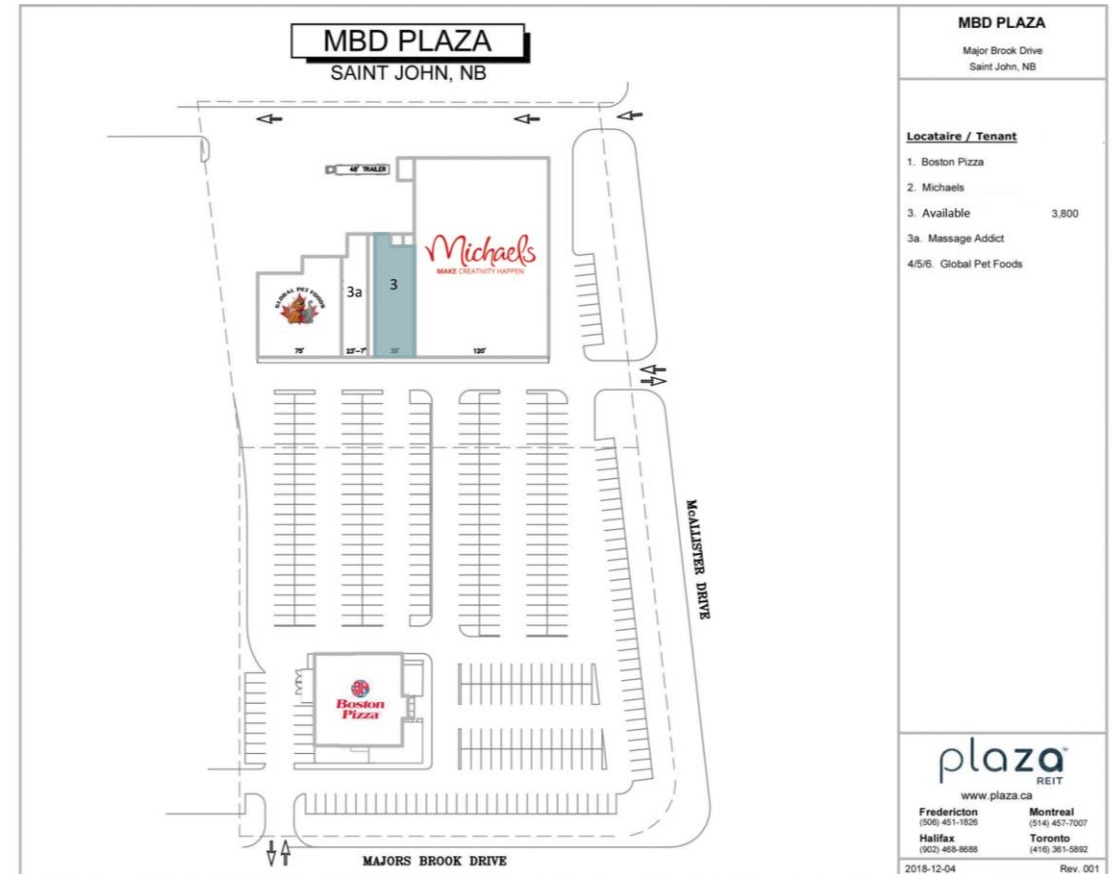 MBD PLAZA
SAINT JOHN, NB
48' TRAILER
Michaels
MAKE CREATIVITY HAPPEN
GLOBAL PET FOODS
3a
3
75'
23'-7"
120'
McALLISTER DRIVE
Boston
Pizza
MAJORS BROOK DRIVE
MBD PLAZA
Major Brook Drive
Saint John, NB
Locataire / Tenant
1. Boston Pizza
2. Michaels
3. Available 3,800
3a. Massage Addict
4/5/6. Global Pet Foods
plaza
REIT
www.plaza.ca
Fredericton Montreal
(506) 451-1826 (514) 457-7007
Halifax Toronto
(902) 468-8688 (416) 361-5892
2018-12-04 Rev. 001